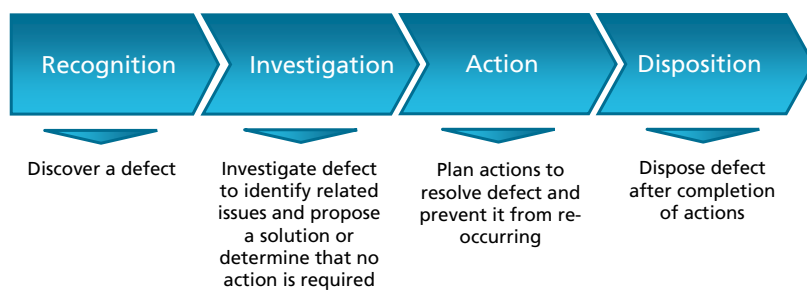 Recognition
Investigation
Action
Disposition
Discover a defect
Investigate defect
to identify related
issues and propose
a solution or
determine that no
action is required
Plan actions to
resolve defect and
prevent it from re-
occurring
Dispose defect
after completion
of actions